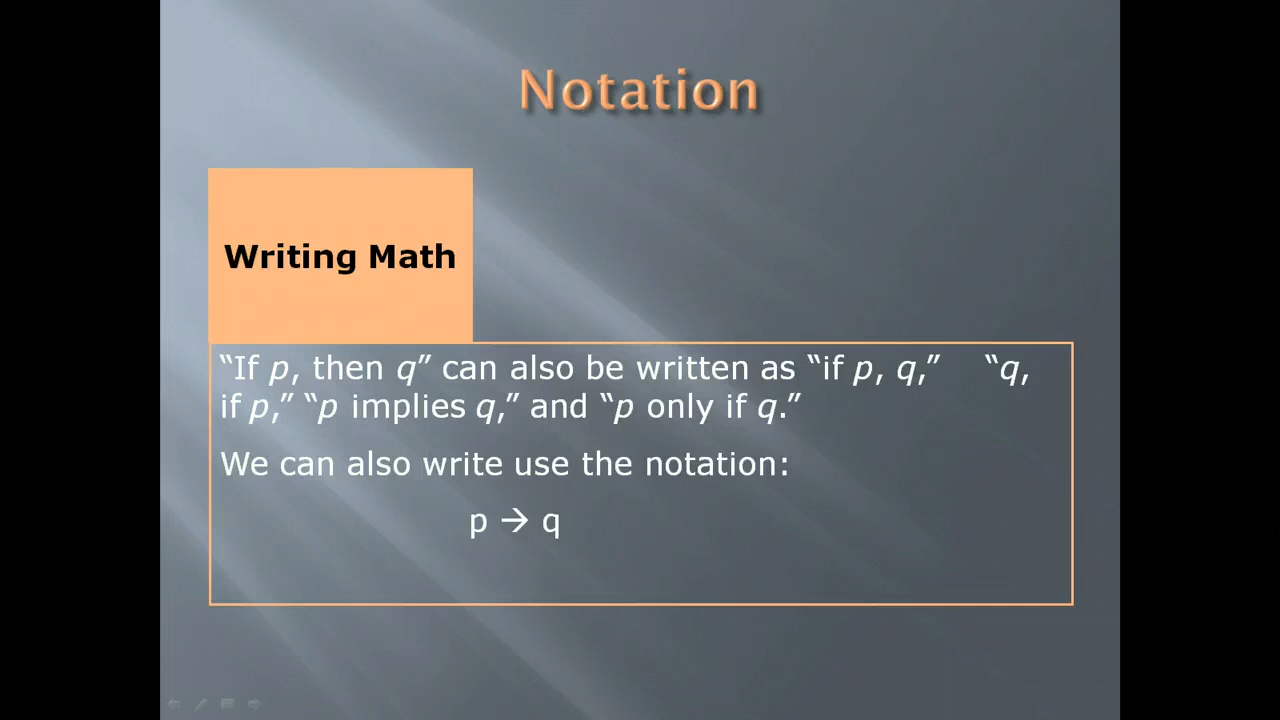 Notation
Writing Math
“If p, then q” can also be written as “if p, q,” “q,
if p,” “p implies q,” and “p only if q.”
We can also write use the notation:
p → q